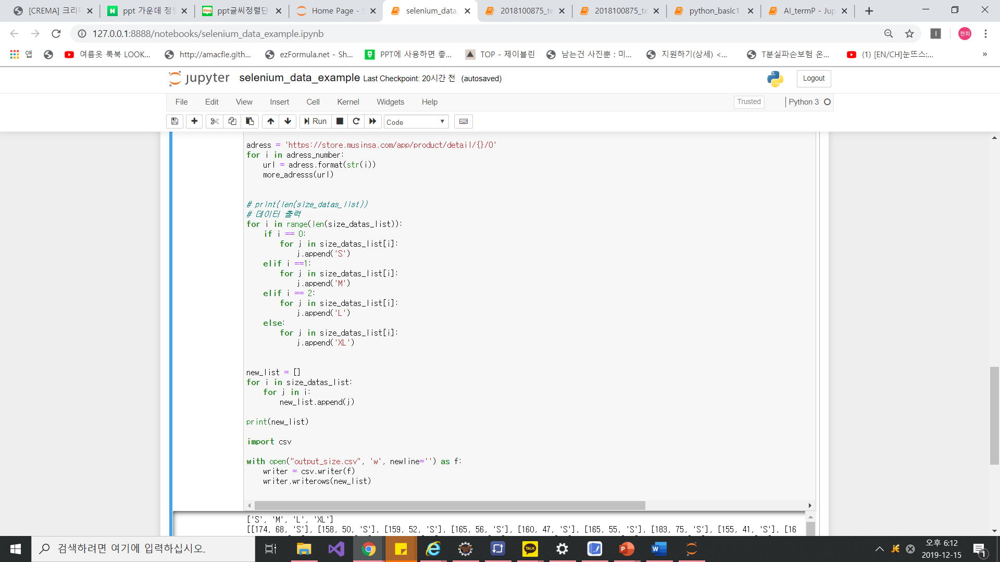 [CREMA] 크리
ppt 가운데 정
ppt글씨정렬단
Home Page - S
selenium_data_
2018100875_te
2018100875_te
python_basic1
AI_termP - Jup
127.0.0.1:8888/notebooks/selenium_data_example.ipynb
현희
앱
여름옷 룩북 LOOK...
http://amacfie.gith...
ezFormula.net - Sh...
PPT에 사용하면 좋...
TOP - 제이블린
남는건 사진뿐 : 미...
지원하기(상세) <...
T분실파손보험 온...
(1) [EN/CH]눈뜨스:...
»
jupyter selenium_data_example Last Checkpoint: 20시간 전 (autosaved)
Logout
File Edit View Insert Cell Kernel Widgets Help
Trusted
Python 3
Run
Code
adress = 'https://store.musinsa.com/app/product/detail/{}/0'
for i in adress_number:
    url = adress.format(str(i))
    more_adresss(url)
# print(len(size_datas_list))
# 데이터 출력
for i in range(len(size_datas_list)):
    if i == 0:
        for j in size_datas_list[i]:
            j.append('S')
    elif i ==1:
        for j in size_datas_list[i]:
            j.append('M')
    elif i == 2:
        for j in size_datas_list[i]:
            j.append('L')
    else:
        for j in size_datas_list[i]:
            j.append('XL')
new_list = []
for i in size_datas_list:
    for j in i:
        new_list.append(j)
print(new_list)
import csv
with open("output_size.csv", 'w', newline='') as f:
    writer = csv.writer(f)
    writer.writerows(new_list)
['S', 'M', 'L', 'XL']
[[174, 68, 'S'], [158, 50, 'S'], [159, 52, 'S'], [165, 56, 'S'], [160, 47, 'S'], [165, 55, 'S'], [183, 75, 'S'], [155, 41, 'S'], [16
검색하려면 여기에 입력하십시오.
TALK
오후 6:12
2019-12-15
1